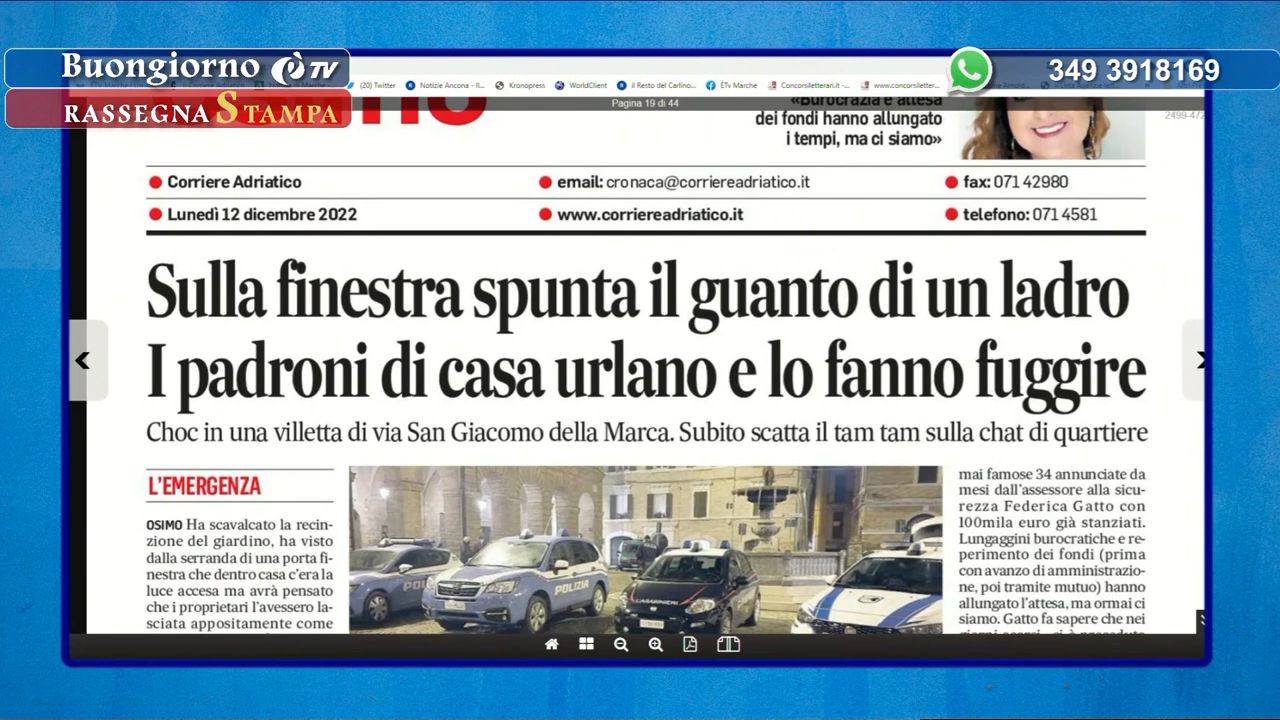 Buongiorno è TV
RASSEGNA STAMPA
349 3918169
(20) Twitter
Notizie Ancona - Il...
Kronopress
WorldClient
il Resto del Carlino...
ÈTv Marche
Concorsiletterari.it -...
www.concorsiletter...
Pagina 19 di 44
«Burocrazia e attesa
dei fondi hanno allungato
i tempi, ma ci siamo»
Corriere Adriatico
email: cronaca@corriereadriatico.it
fax: 071 42980
Lunedì 12 dicembre 2022
www.corriereadriatico.it
telefono: 071 4581
Sulla finestra spunta il guanto di un ladro
I padroni di casa urlano e lo fanno fuggire
Choc in una villetta di via San Giacomo della Marca. Subito scatta il tam tam sulla chat di quartiere
L'EMERGENZA
OSIMO Ha scavalcato la recin-
zione del giardino, ha visto
dalla serranda di una porta fi-
nestra che dentro casa c'era la
luce accesa ma avrà pensato
che i proprietari l'avessero la-
sciata appositamente come
POLIZIA
CARABINIERI
mai famose 34 annunciate da
mesi dall'assessore alla sicu-
rezza Federica Gatto con
100mila euro già stanziati.
Lungaggini burocratiche e re-
perimento dei fondi (prima
con avanzo di amministrazio-
ne, poi tramite mutuo) hanno
allungato l'attesa, ma ormai ci
siamo. Gatto fa sapere che nei